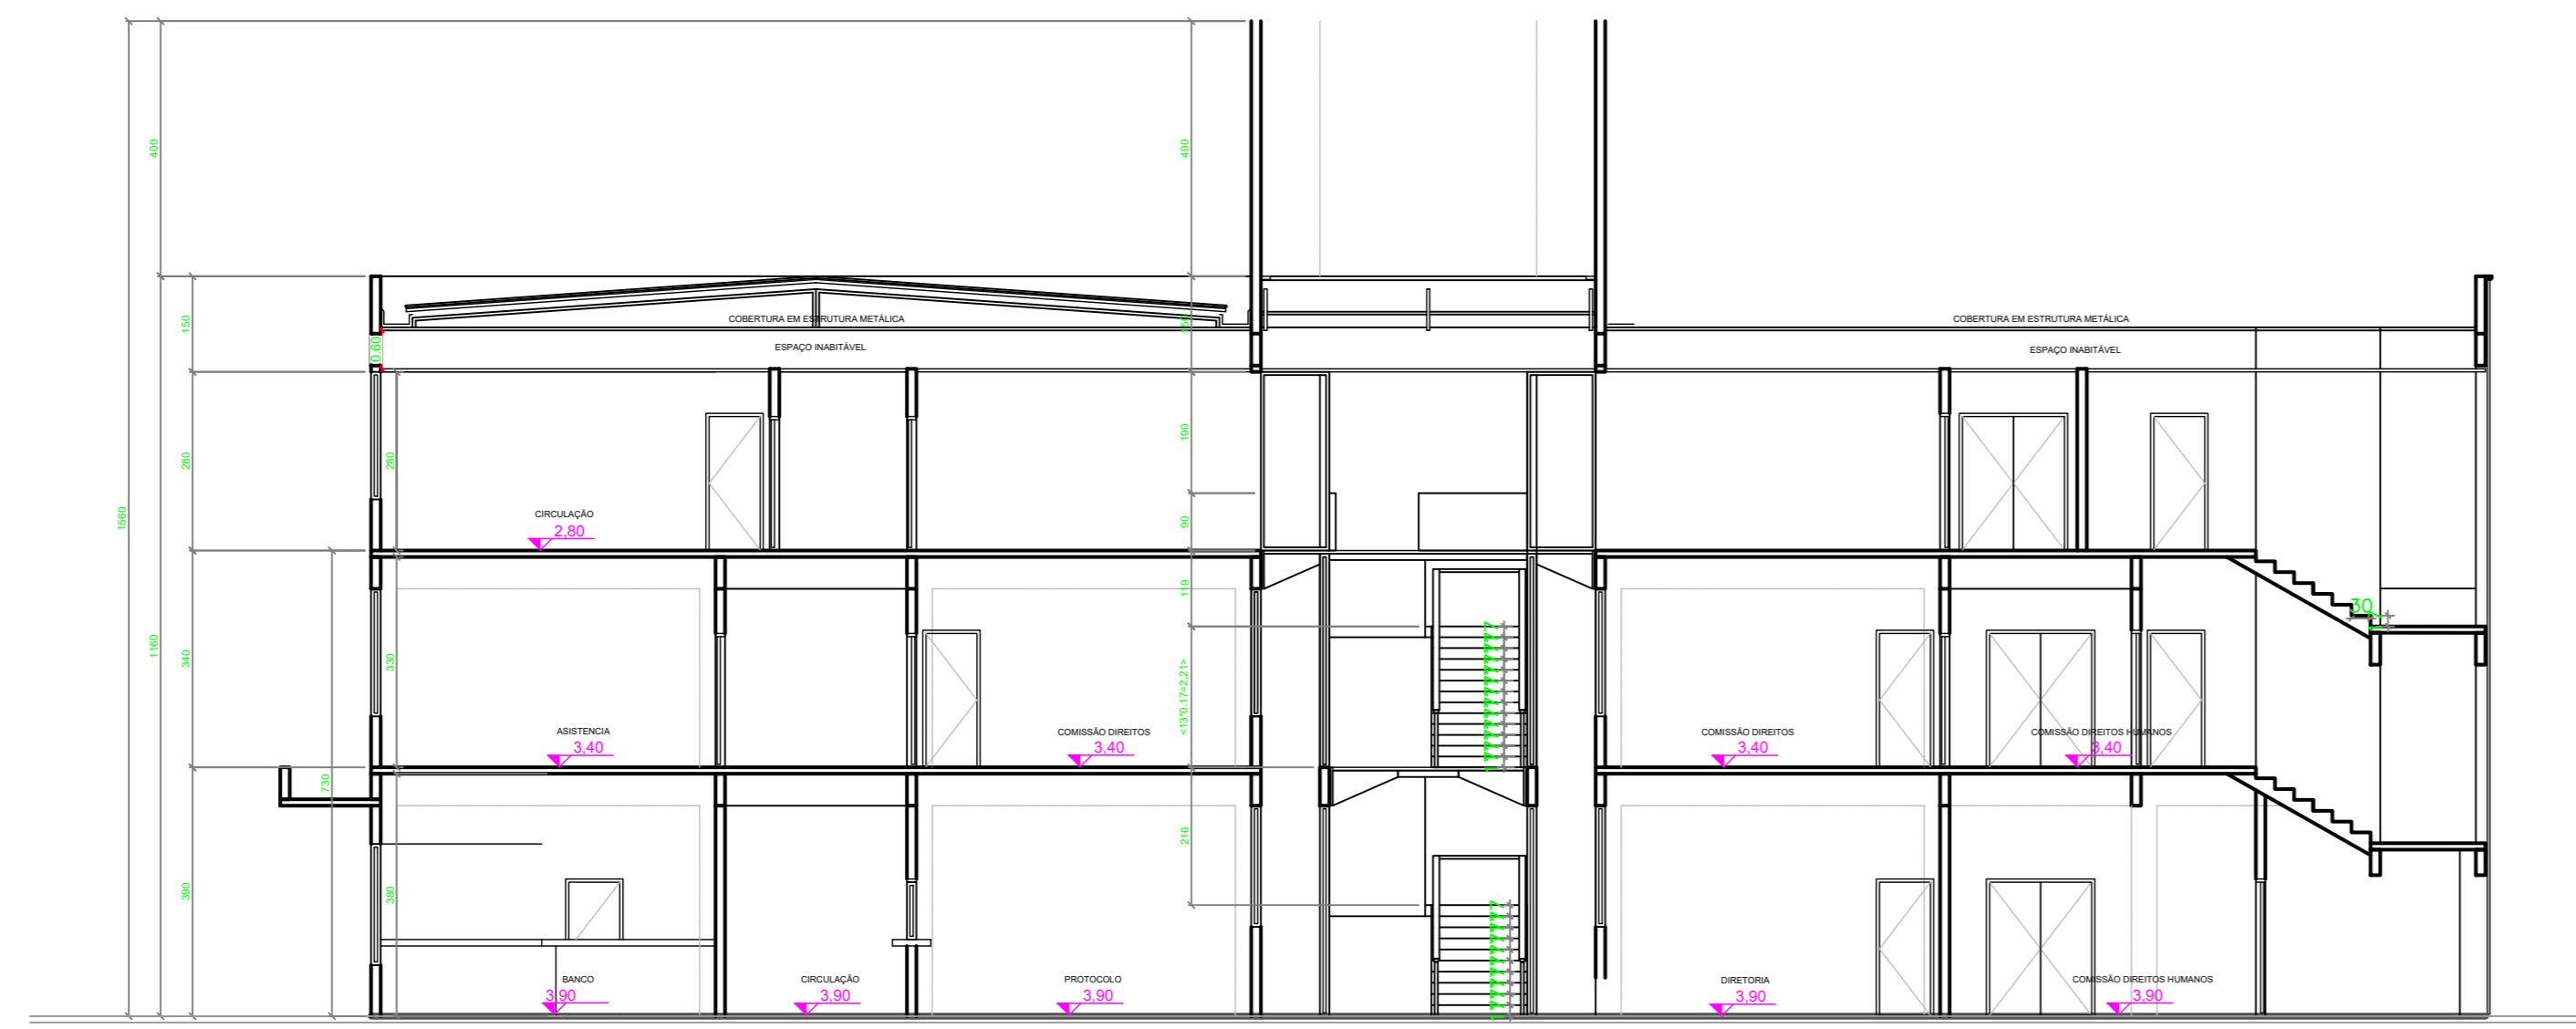 400
400
COBERTURA EM ESTRUTURA METÁLICA
COBERTURA EM ESTRUTURA METÁLICA
150
150
0.60
ESPAÇO INABITÁVEL
ESPAÇO INABITÁVEL
190
280
280
1560
CIRCULAÇÃO
2,80
90
119
30
1160
340
330
<13*0.17=2.21>
ASISTENCIA
3,40
COMISSÃO DIREITOS
3,40
COMISSÃO DIREITOS
3,40
COMISSÃO DIREITOS HUMANOS
3,40
730
216
390
380
BANCO
3,90
CIRCULAÇÃO
3,90
PROTOCOLO
3,90
DIRETORIA
3,90
COMISSÃO DIREITOS HUMANOS
3,90